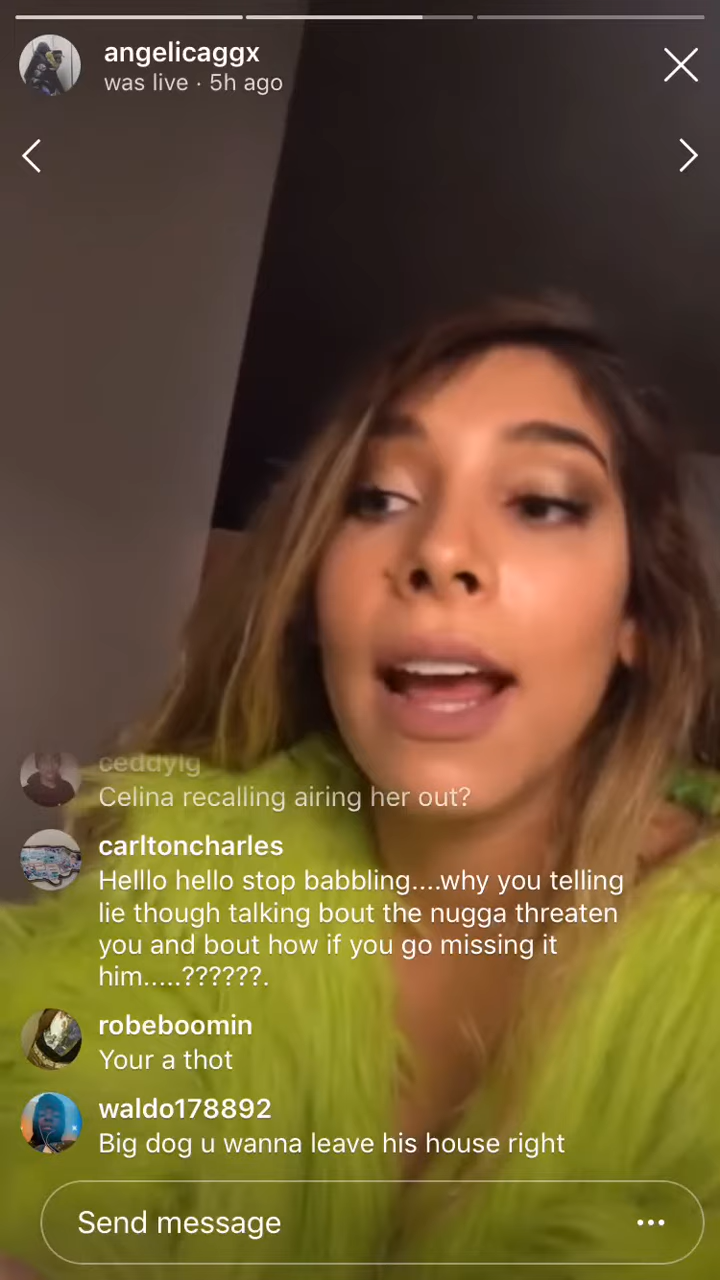 angelicaggx
was live · 5h ago
ceddylg
Celina recalling airing her out?
carltoncharles
Helllo hello stop babbling....why you telling
lie though talking bout the nugga threaten
you and bout how if you go missing it
him.....??????.
robeboomin
Your a thot
waldo178892
Big dog u wanna leave his house right
Send message